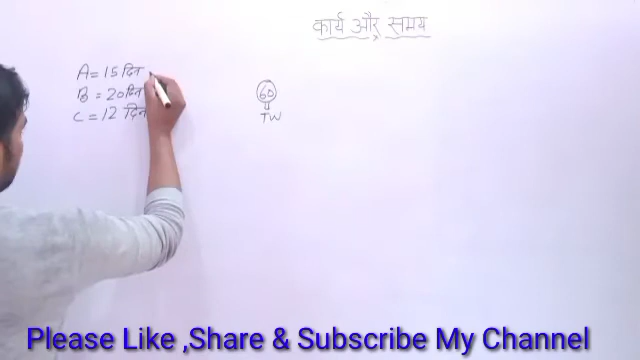 कार्य और समय
A = 15 दिन
B = 20 दिन
C = 12 दिन
60
TW
Please Like ,Share & Subscribe My Channel